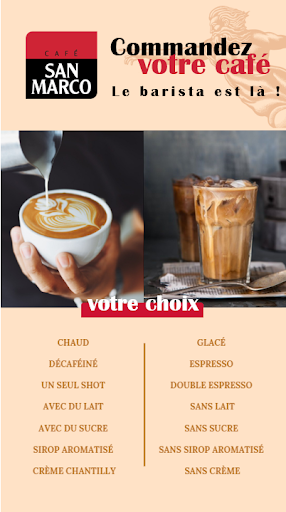 CAFÉ
SAN
MARCO
Commandez
votre café
Le barista est là !
votre choix
CHAUD
DÉCAFÉINÉ
UN SEUL SHOT
AVEC DU LAIT
AVEC DU SUCRE
SIROP AROMATISÉ
CRÈME CHANTILLY
GLACÉ
ESPRESSO
DOUBLE ESPRESSO
SANS LAIT
SANS SUCRE
SANS SIROP AROMATISÉ
SANS CRÈME